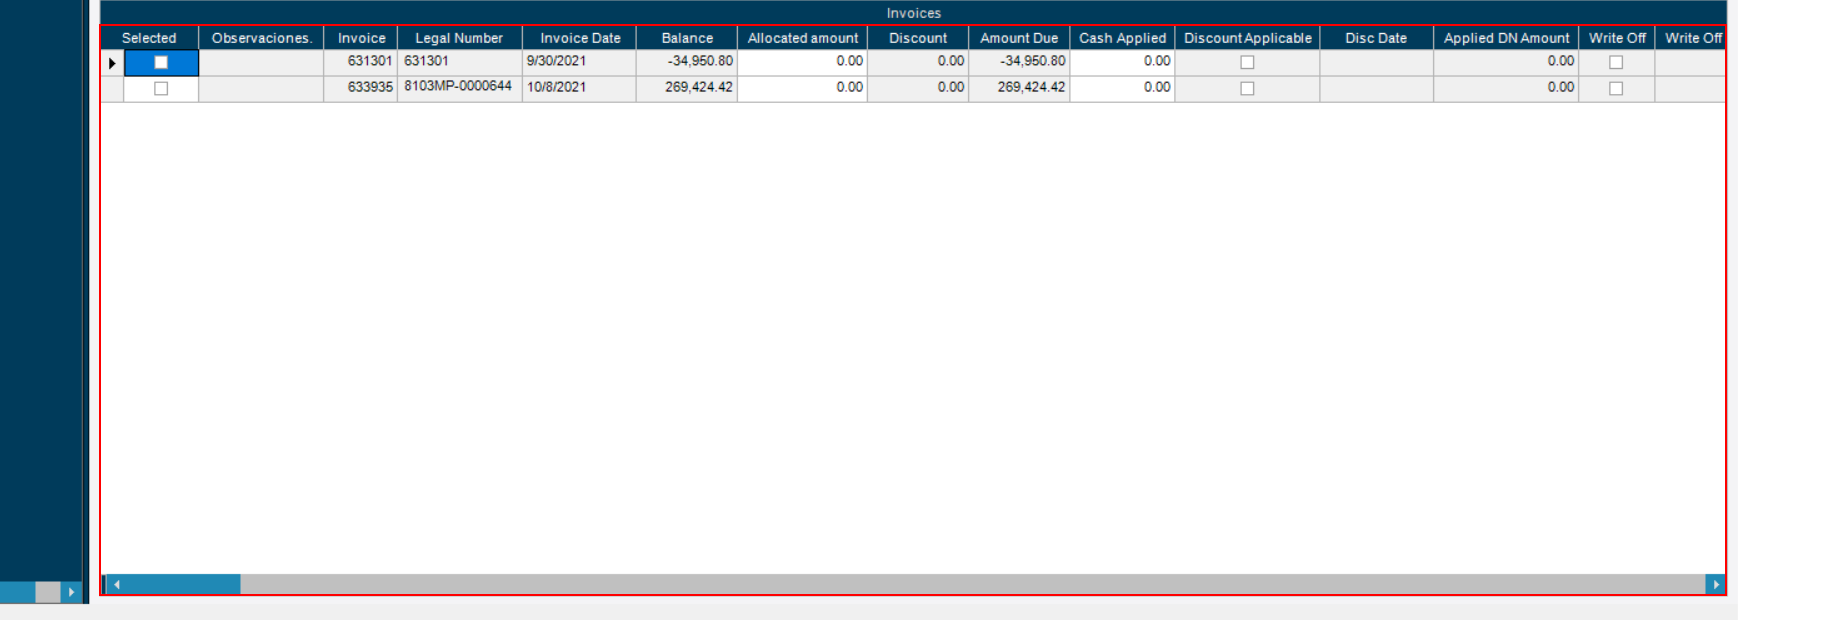 Invoices
Selected Observaciones. Invoice Legal Number Invoice Date Balance Allocated amount Discount Amount Due Cash Applied Discount Applicable Disc Date Applied DN Amount Write Off Write Off
631301 631301 9/30/2021 -34,950.80 0.00 0.00 -34,950.80 0.00 0.00
633935 8103MP-0000644 10/8/2021 269,424.42 0.00 0.00 269,424.42 0.00 0.00